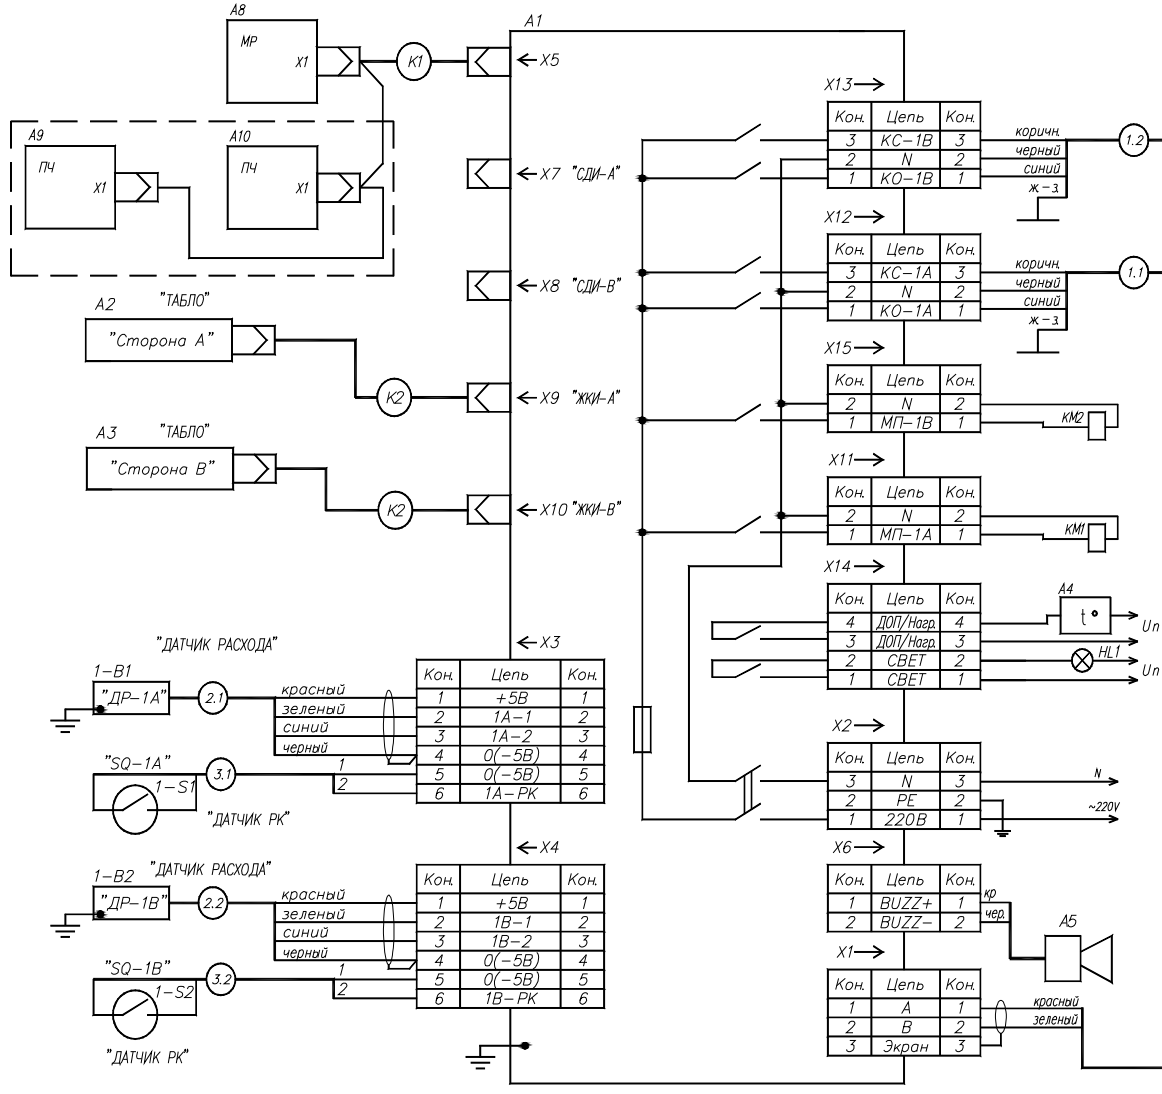 A8
МР
X1
K1
X5
A1
A9
ПЧ
X1
A10
ПЧ
X1
X7 "СДИ-А"
X8 "СДИ-В"
A2
"ТАБЛО"
"Сторона А"
K2
X9 "ЖКИ-А"
A3
"ТАБЛО"
"Сторона В"
K2
X10 "ЖКИ-В"
X13
Кон. Цепь Кон.
3 КС-1В 3
2 N 2
1 КО-1В 1
коричн.
черный
синий
ж-з.
1.2
X12
Кон. Цепь Кон.
3 КС-1А 3
2 N 2
1 КО-1А 1
коричн.
черный
синий
ж-з.
1.1
X15
Кон. Цепь Кон.
2 N 2
1 МП-1В 1
КМ2
X11
Кон. Цепь Кон.
2 N 2
1 МП-1А 1
КМ1
X14
Кон. Цепь Кон.
4 ДОП/Нагр. 4
3 ДОП/Нагр. 3
2 СВЕТ 2
1 СВЕТ 1
A4
t°
Uп
HL1
Uп
X3
"ДАТЧИК РАСХОДА"
1-В1
"ДР-1А"
2.1
красный
зеленый
синий
черный
Кон. Цепь Кон.
1 +5В 1
2 1А-1 2
3 1А-2 3
4 0(-5В) 4
5 0(-5В) 5
6 1А-РК 6
"SQ-1A"
1-S1
3.1
1
2
"ДАТЧИК РК"
X2
Кон. Цепь Кон.
3 N 3
2 РЕ 2
1 220В 1
N
~220V
X4
"ДАТЧИК РАСХОДА"
1-В2
"ДР-1В"
2.2
красный
зеленый
синий
черный
Кон. Цепь Кон.
1 +5В 1
2 1В-1 2
3 1В-2 3
4 0(-5В) 4
5 0(-5В) 5
6 1В-РК 6
"SQ-1B"
1-S2
3.2
1
2
"ДАТЧИК РК"
X6
Кон. Цепь Кон.
1 BUZZ+ 1
2 BUZZ- 2
кр
чер.
A5
X1
Кон. Цепь Кон.
1 А 1
2 В 2
3 Экран 3
красный
зеленый